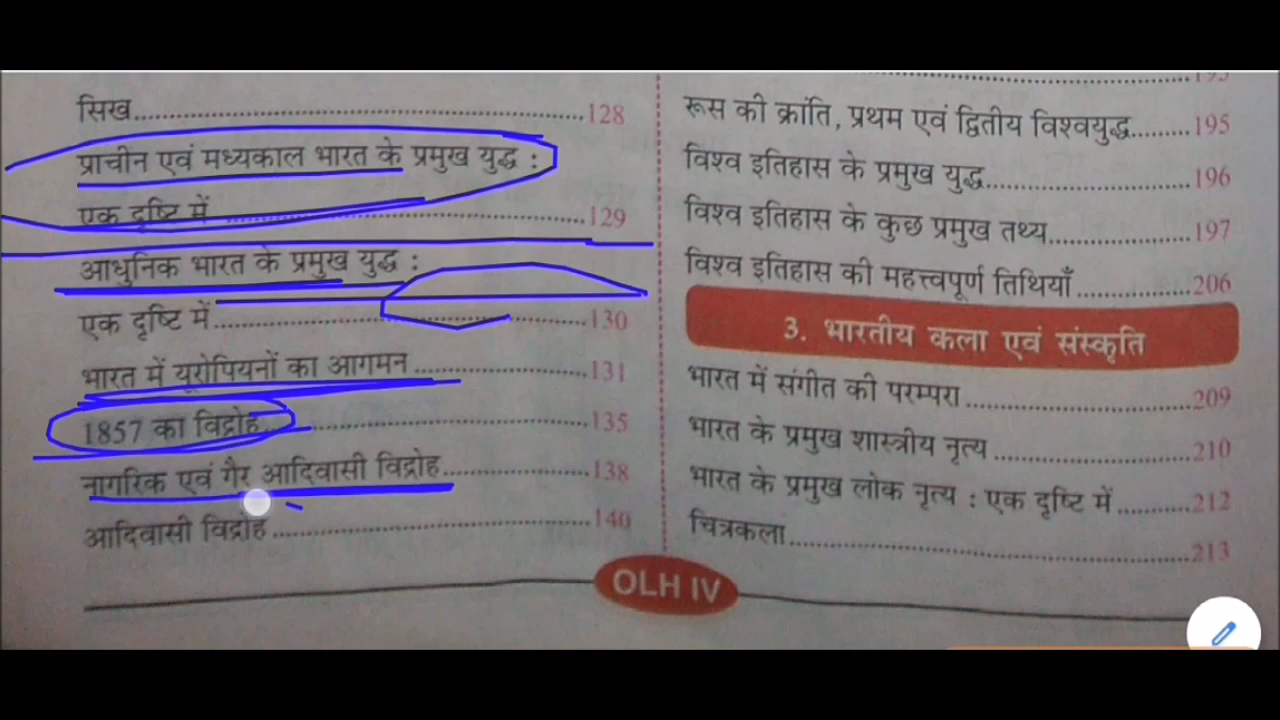 सिख....................128
प्राचीन एवं मध्यकाल भारत के प्रमुख युद्ध :
एक दृष्टि में ....................129
आधुनिक भारत के प्रमुख युद्ध :
एक दृष्टि में....................130
भारत में यूरोपियनों का आगमन....................131
1857 का विद्रोह....................135
नागरिक एवं गैर आदिवासी विद्रोह....................138
आदिवासी विद्रोह....................140
रूस की क्रांति, प्रथम एवं द्वितीय विश्वयुद्ध.........195
विश्व इतिहास के प्रमुख युद्ध....................196
विश्व इतिहास के कुछ प्रमुख तथ्य....................197
विश्व इतिहास की महत्त्वपूर्ण तिथियाँ....................206
3. भारतीय कला एवं संस्कृति
भारत में संगीत की परम्परा....................209
भारत के प्रमुख शास्त्रीय नृत्य....................210
भारत के प्रमुख लोक नृत्य : एक दृष्टि में..........212
चित्रकला....................213
OLH IV